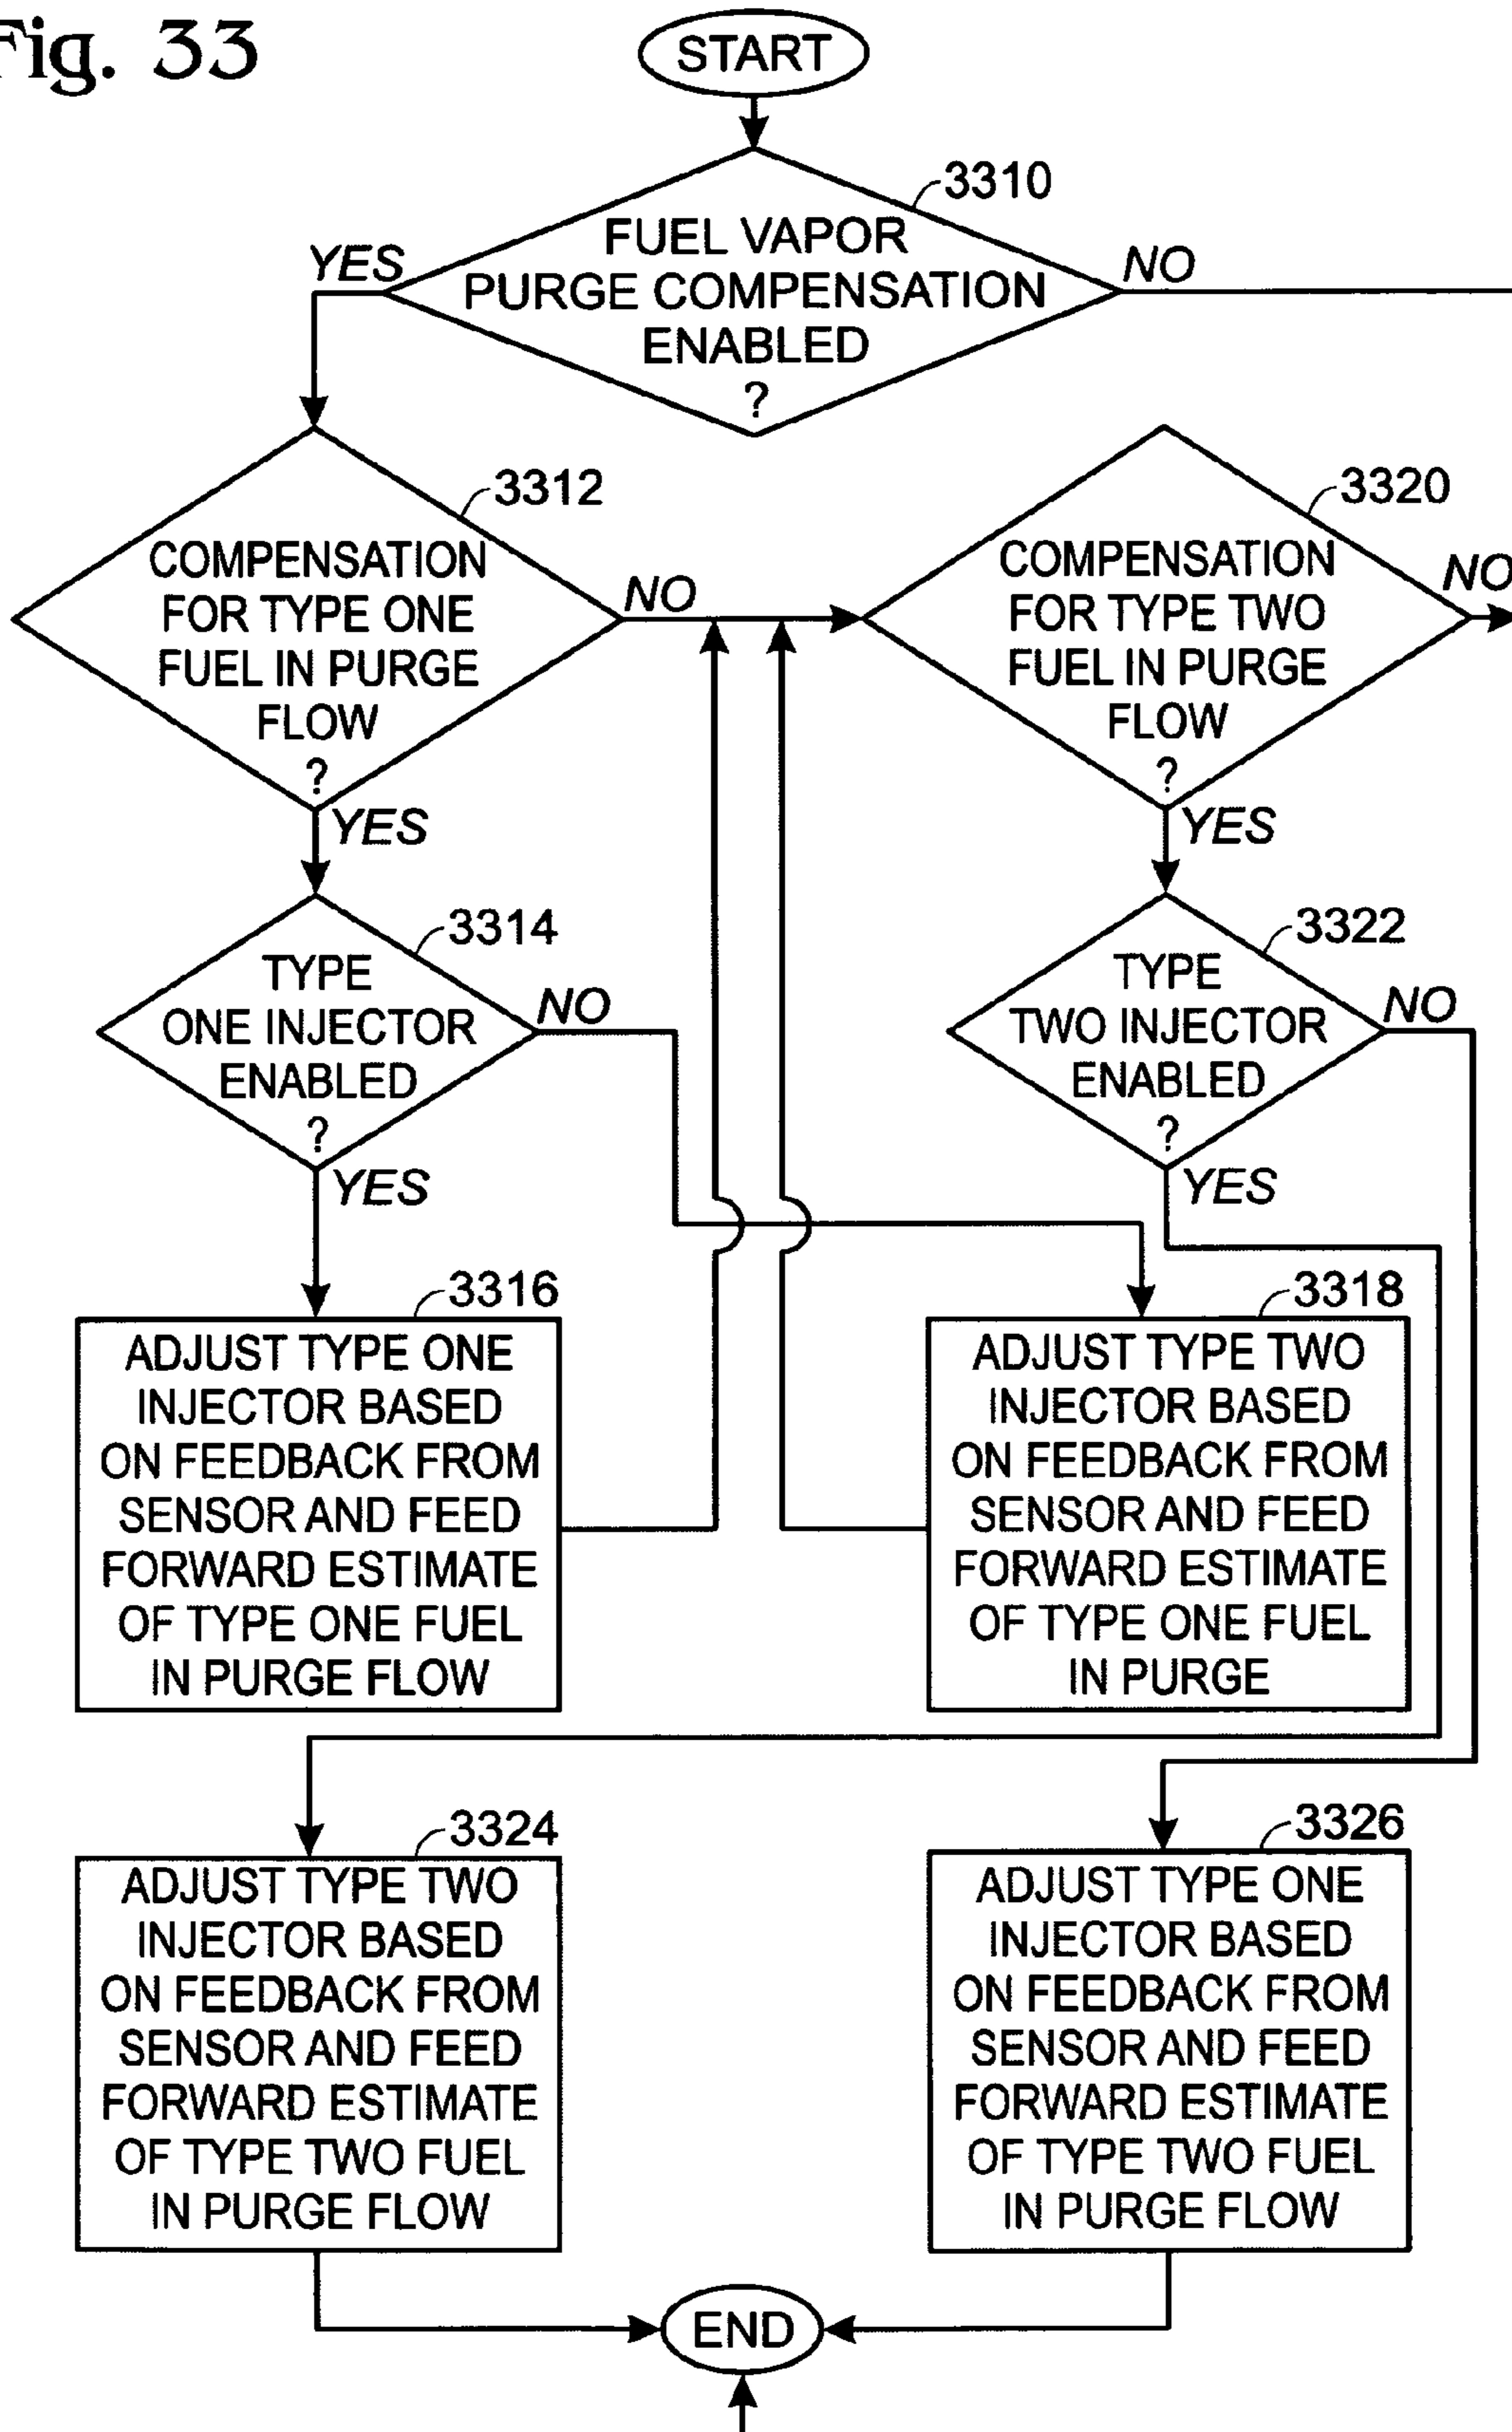 Fig. 33
START
3310
FUEL VAPOR
PURGE COMPENSATION
ENABLED
?
YES
NO
3312
COMPENSATION
FOR TYPE ONE
FUEL IN PURGE
FLOW
?
NO
YES
3320
COMPENSATION
FOR TYPE TWO
FUEL IN PURGE
FLOW
?
NO
YES
3314
TYPE
ONE INJECTOR
ENABLED
?
NO
YES
3322
TYPE
TWO INJECTOR
ENABLED
?
NO
YES
3316
ADJUST TYPE ONE
INJECTOR BASED
ON FEEDBACK FROM
SENSOR AND FEED
FORWARD ESTIMATE
OF TYPE ONE FUEL
IN PURGE FLOW
3318
ADJUST TYPE TWO
INJECTOR BASED
ON FEEDBACK FROM
SENSOR AND FEED
FORWARD ESTIMATE
OF TYPE ONE FUEL
IN PURGE
3324
ADJUST TYPE TWO
INJECTOR BASED
ON FEEDBACK FROM
SENSOR AND FEED
FORWARD ESTIMATE
OF TYPE TWO FUEL
IN PURGE FLOW
3326
ADJUST TYPE ONE
INJECTOR BASED
ON FEEDBACK FROM
SENSOR AND FEED
FORWARD ESTIMATE
OF TYPE TWO FUEL
IN PURGE FLOW
END